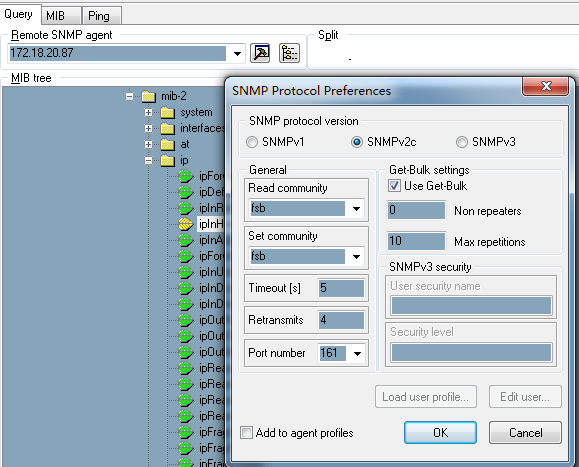 Query
MIB
Ping
Remote SNMP agent
Split
172.18.20.87
MIB tree
mib-2
system
interfaces
at
ip
ipFor
ipDef
ipInR
ipInH
ipInA
ipInU
ipInD
ipInD
ipOut
ipOut
ipOut
ipRea
ipRea
ipRea
ipRea
ipFrag
ipFrag
ipFrag
SNMP Protocol Preferences
SNMP protocol version
SNMPv1
SNMPv2c
SNMPv3
General
Read community
fsb
Set community
fsb
Timeout [s]
5
Retransmits
4
Port number
161
Get-Bulk settings
Use Get-Bulk
0
Non repeaters
10
Max repetitions
SNMPv3 security
User security name
Security level
Load user profile...
Edit user...
Add to agent profiles
OK
Cancel